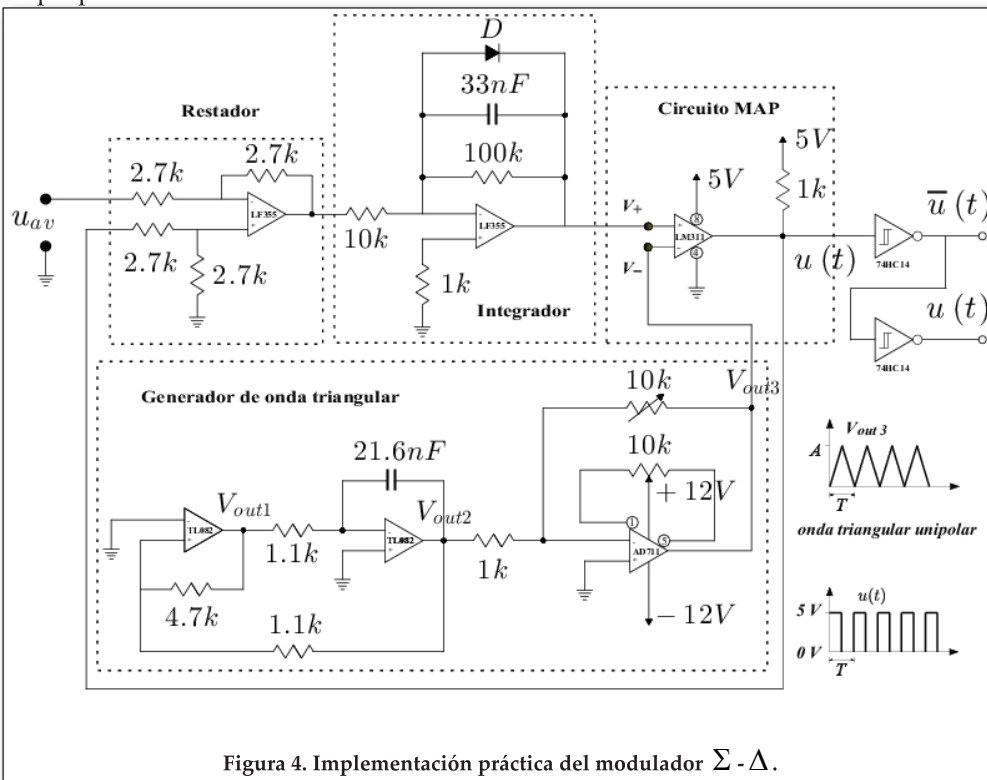 D
33nF
100k
Restador
2.7k
2.7k
LF355
u_av
2.7k
2.7k
10k
LF355
1k
Integrador
Circuito MAP
5V
5V
1k
V+
V−
8
LM311
4
u (t)
74HC14
u̅ (t)
u (t)
74HC14
Generador de onda triangular
10k
V_out3
10k
21.6nF
+ 12V
V_out1
V_out2
1
5
TL082
1.1k
TL082
1k
AD711
4.7k
1.1k
− 12V
V_out 3
A
T
onda triangular unipolar
u(t)
5 V
0 V
T
Figura 4. Implementación práctica del modulador Σ - Δ.